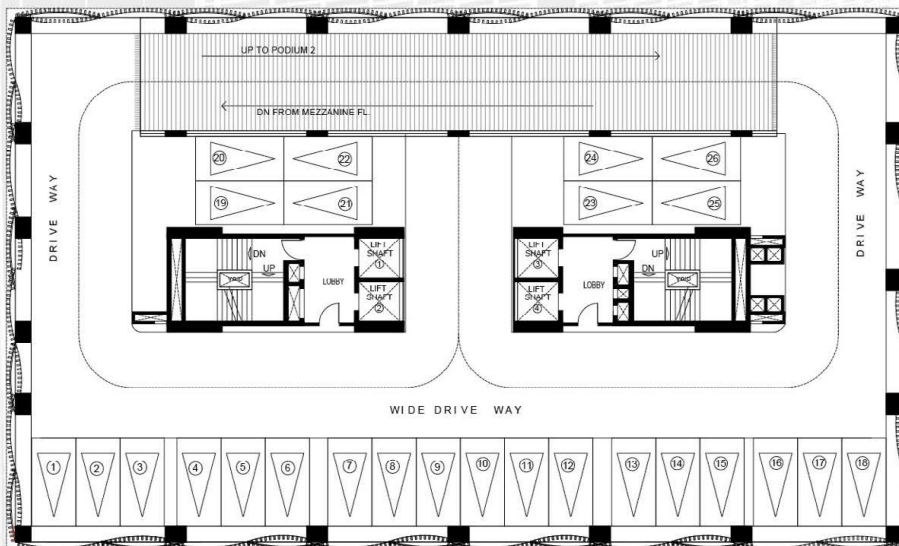 UP TO PODIUM 2
DN FROM MEZZANINE FL.
20
22
24
26
19
21
23
25
DRIVE WAY
DRIVE WAY
DN
UP
VOID
LOBBY
LIFT
SHAFT
1
LIFT
SHAFT
2
LIFT
SHAFT
3
LIFT
SHAFT
4
LOBBY
UP
DN
VOID
WIDE DRIVE WAY
1
2
3
4
5
6
7
8
9
10
11
12
13
14
15
16
17
18